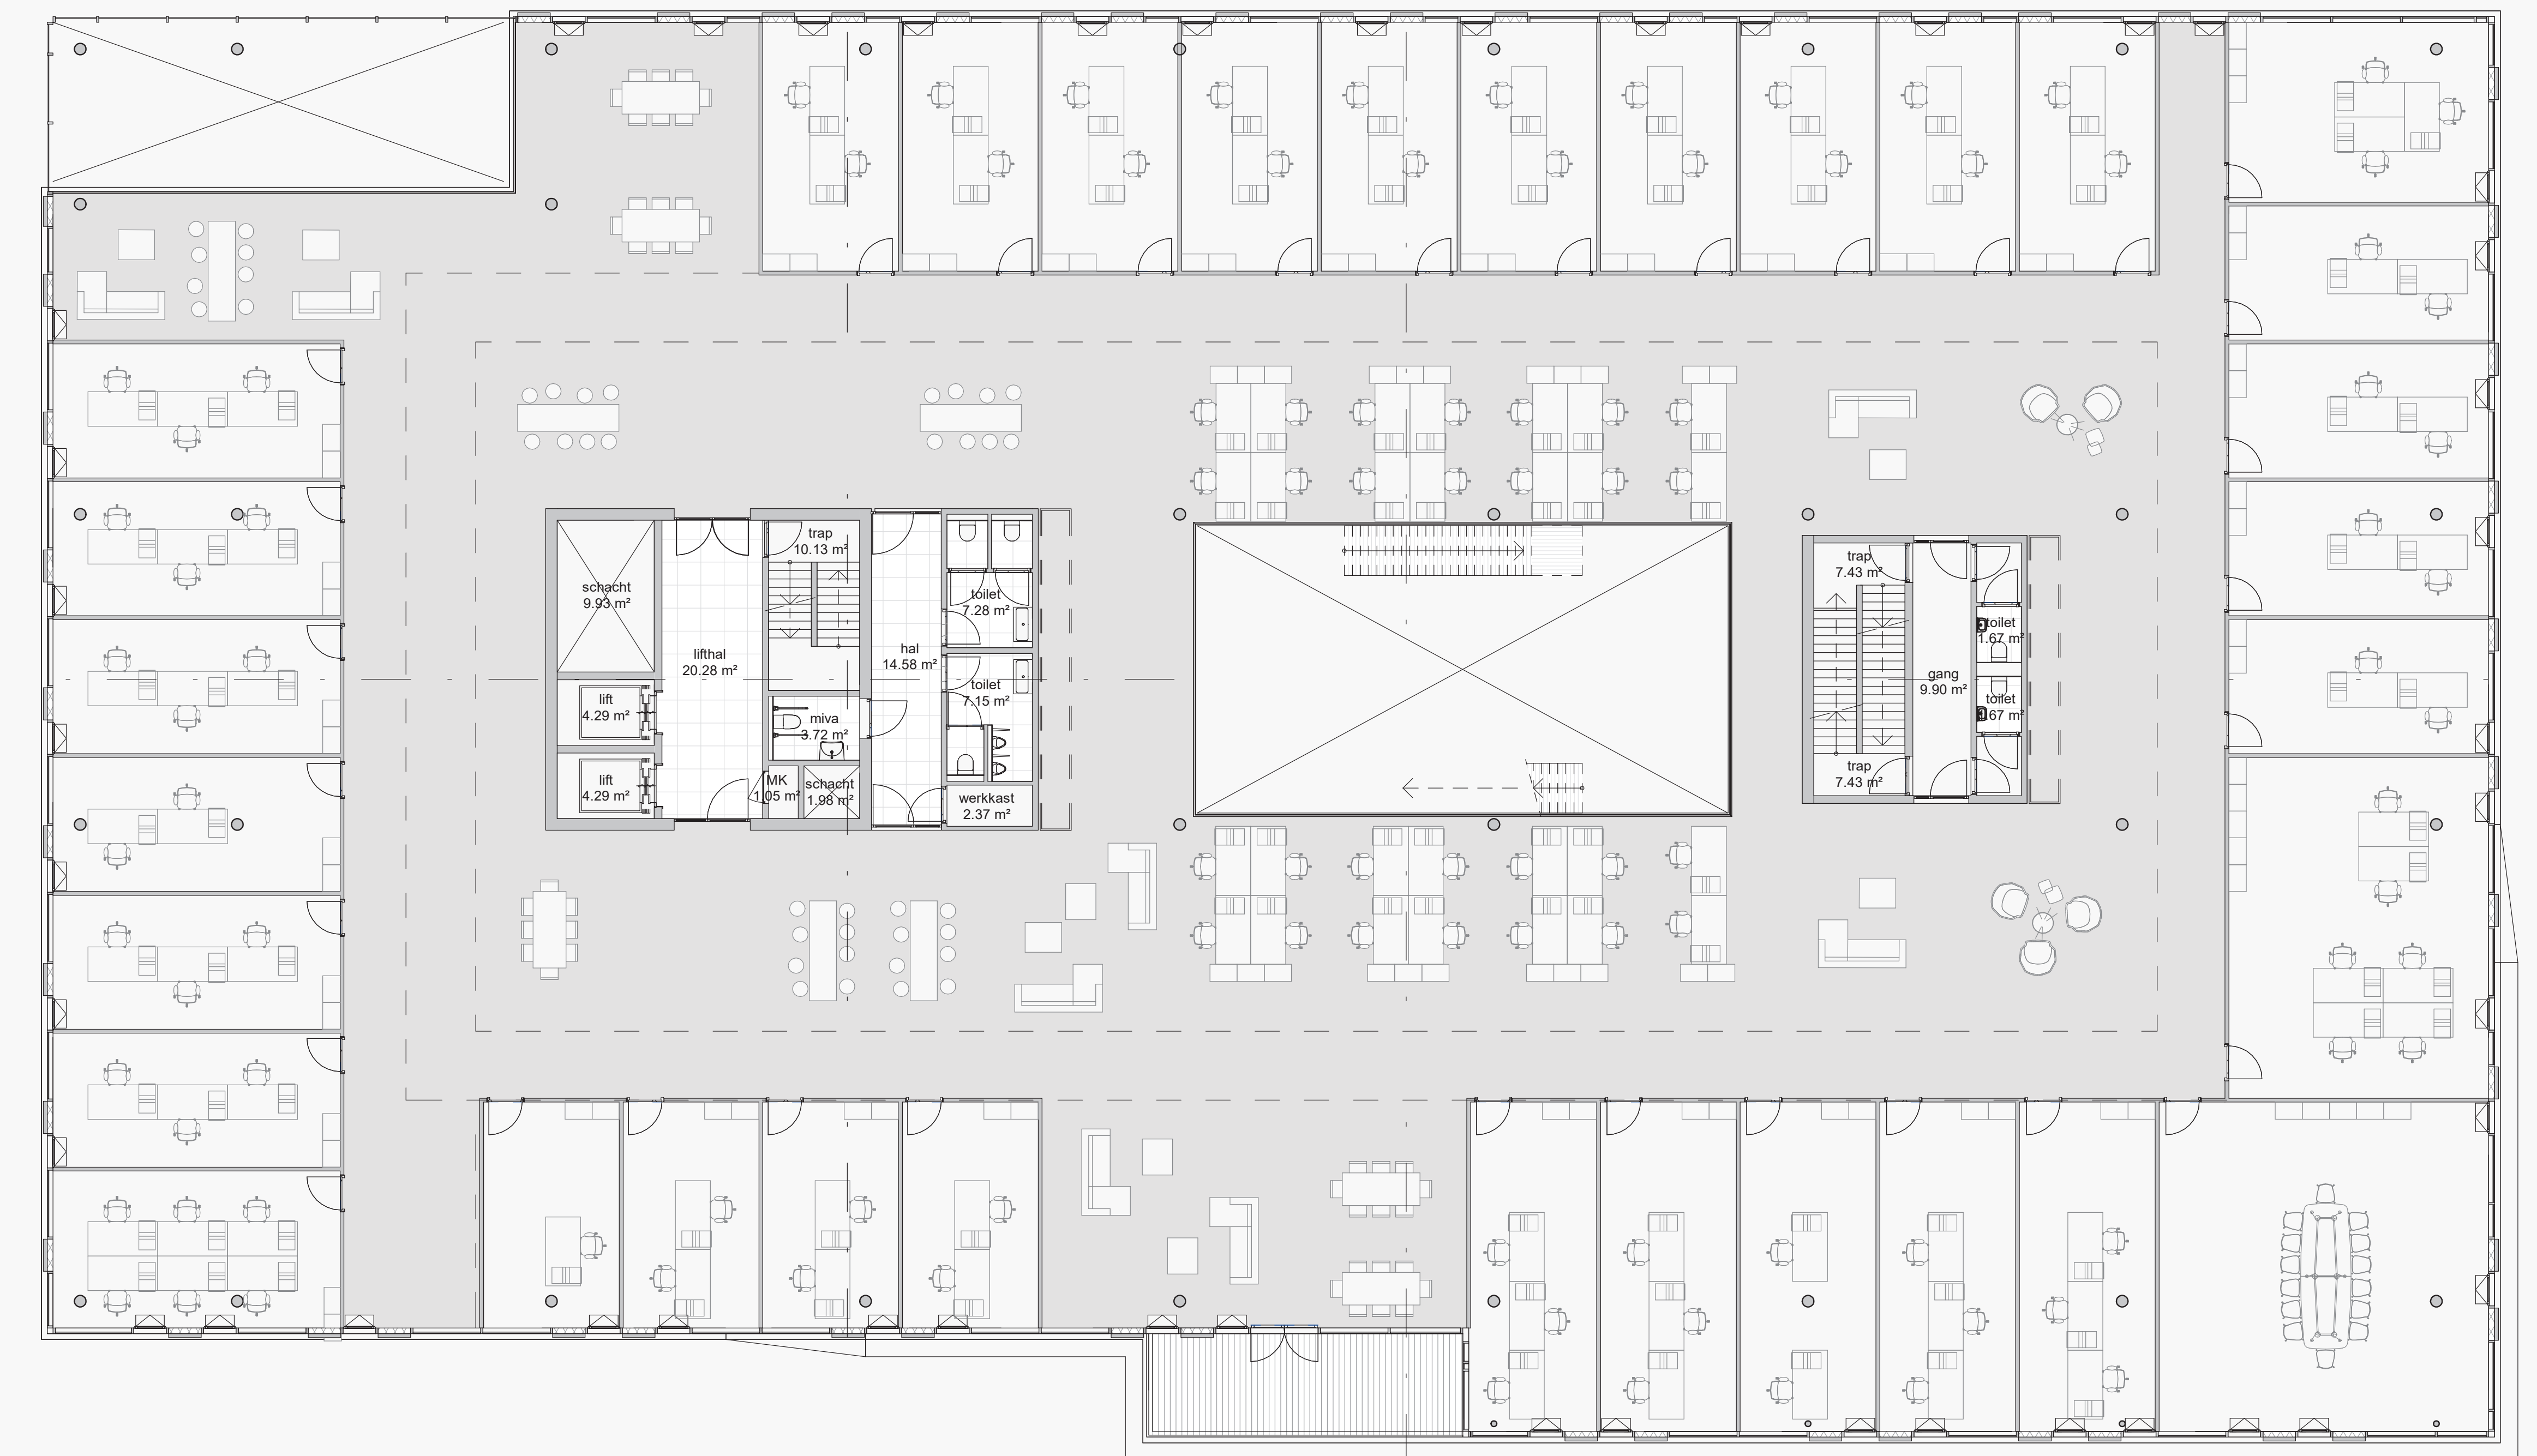 trap
10.13 m²
schacht
9.93 m²
lifthal
20.28 m²
hal
14.58 m²
toilet
7.28 m²
toilet
7.15 m²
lift
4.29 m²
miva
3.72 m²
lift
4.29 m²
MK
1.05 m²
schacht
1.98 m²
werkkast
2.37 m²
trap
7.43 m²
toilet
1.67 m²
gang
9.90 m²
toilet
67 m²
trap
7.43 m²